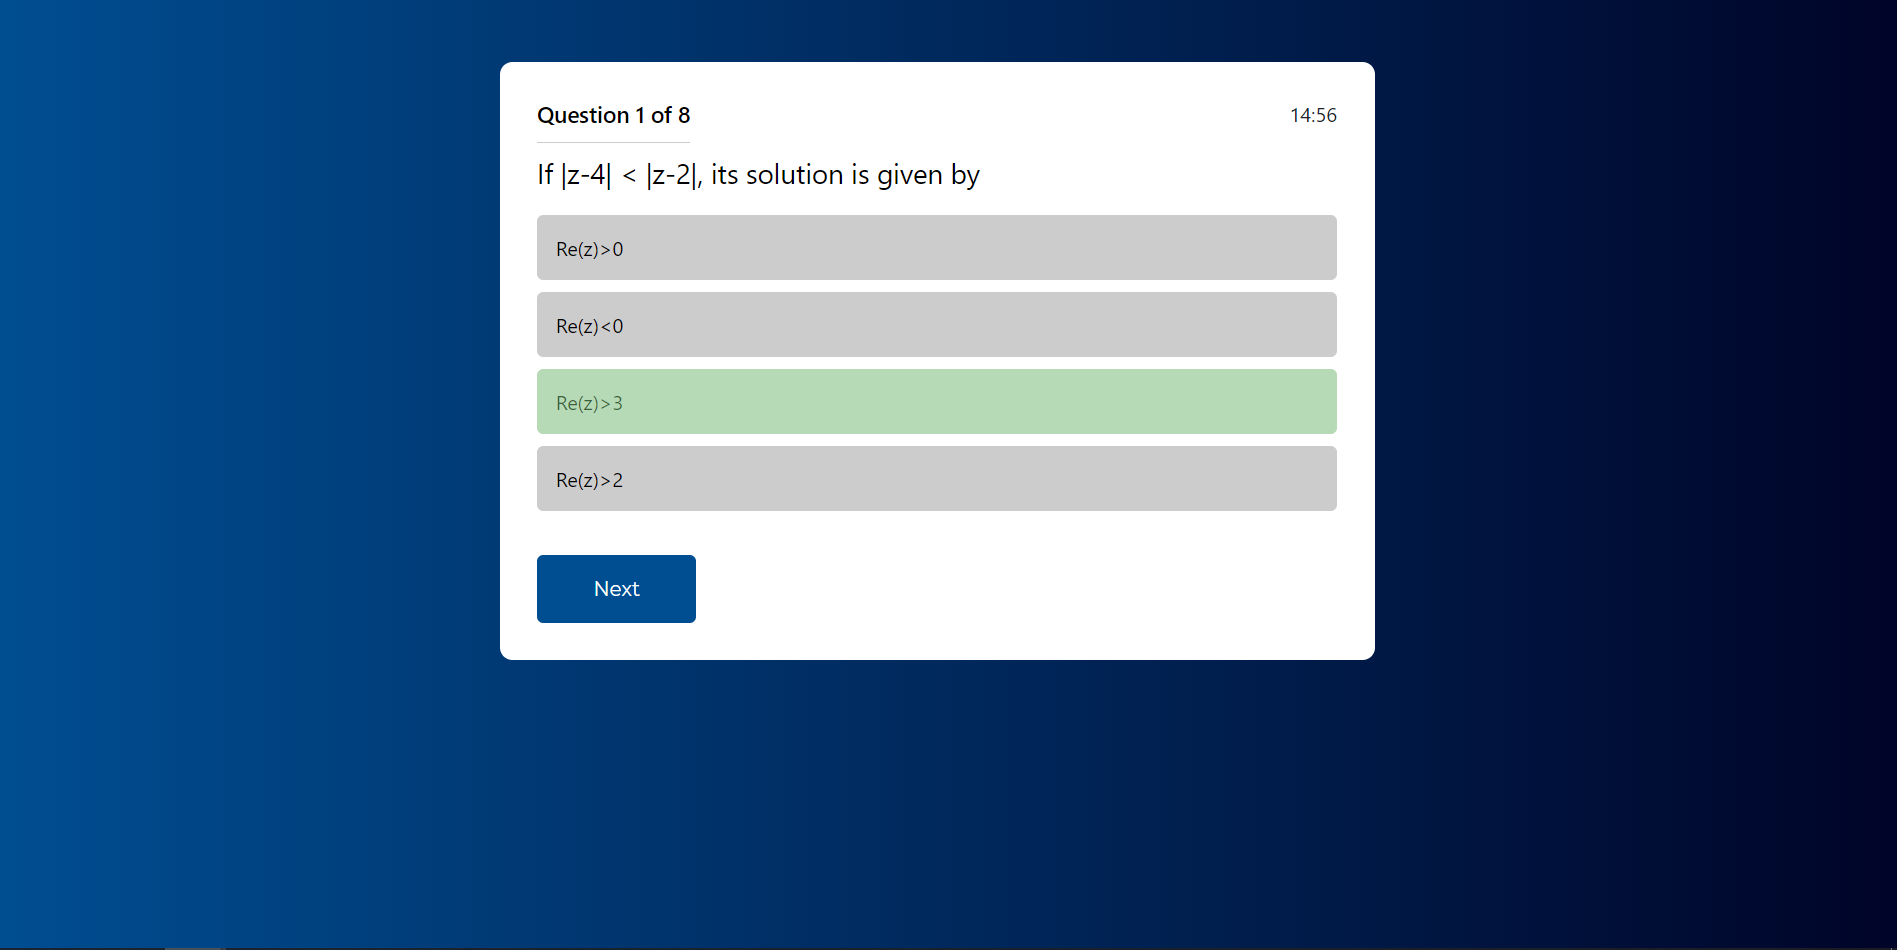 Question 1 of 8
14:56
If |z-4| < |z-2|, its solution is given by
Re(z)>0
Re(z)<0
Re(z)>3
Re(z)>2
Next